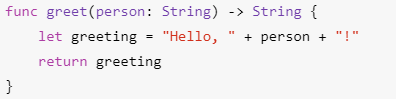 func greet(person: String) -> String {
    let greeting = "Hello, " + person + "!"
    return greeting
}